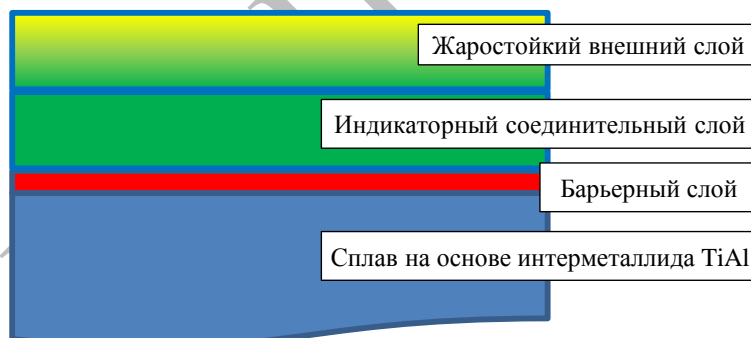 Жаростойкий внешний слой
Индикаторный соединительный слой
Барьерный слой
Сплав на основе интерметаллида TiAl